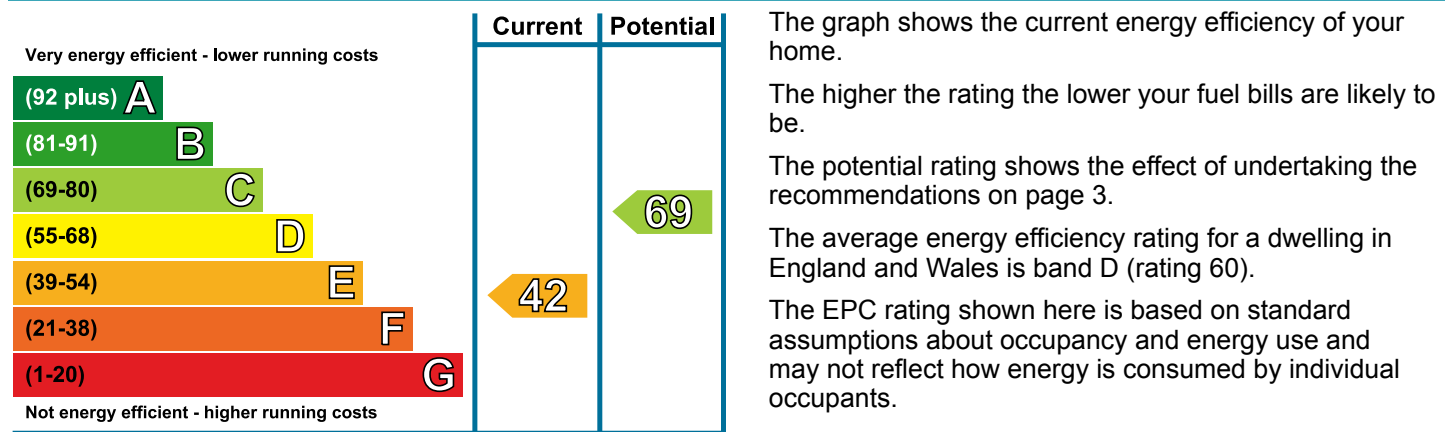 Current Potential
Very energy efficient - lower running costs
(92 plus) A
(81-91) B
(69-80) C
(55-68) D
(39-54) E
(21-38) F
(1-20) G
Not energy efficient - higher running costs
42
69
The graph shows the current energy efficiency of your
home.
The higher the rating the lower your fuel bills are likely to
be.
The potential rating shows the effect of undertaking the
recommendations on page 3.
The average energy efficiency rating for a dwelling in
England and Wales is band D (rating 60).
The EPC rating shown here is based on standard
assumptions about occupancy and energy use and
may not reflect how energy is consumed by individual
occupants.